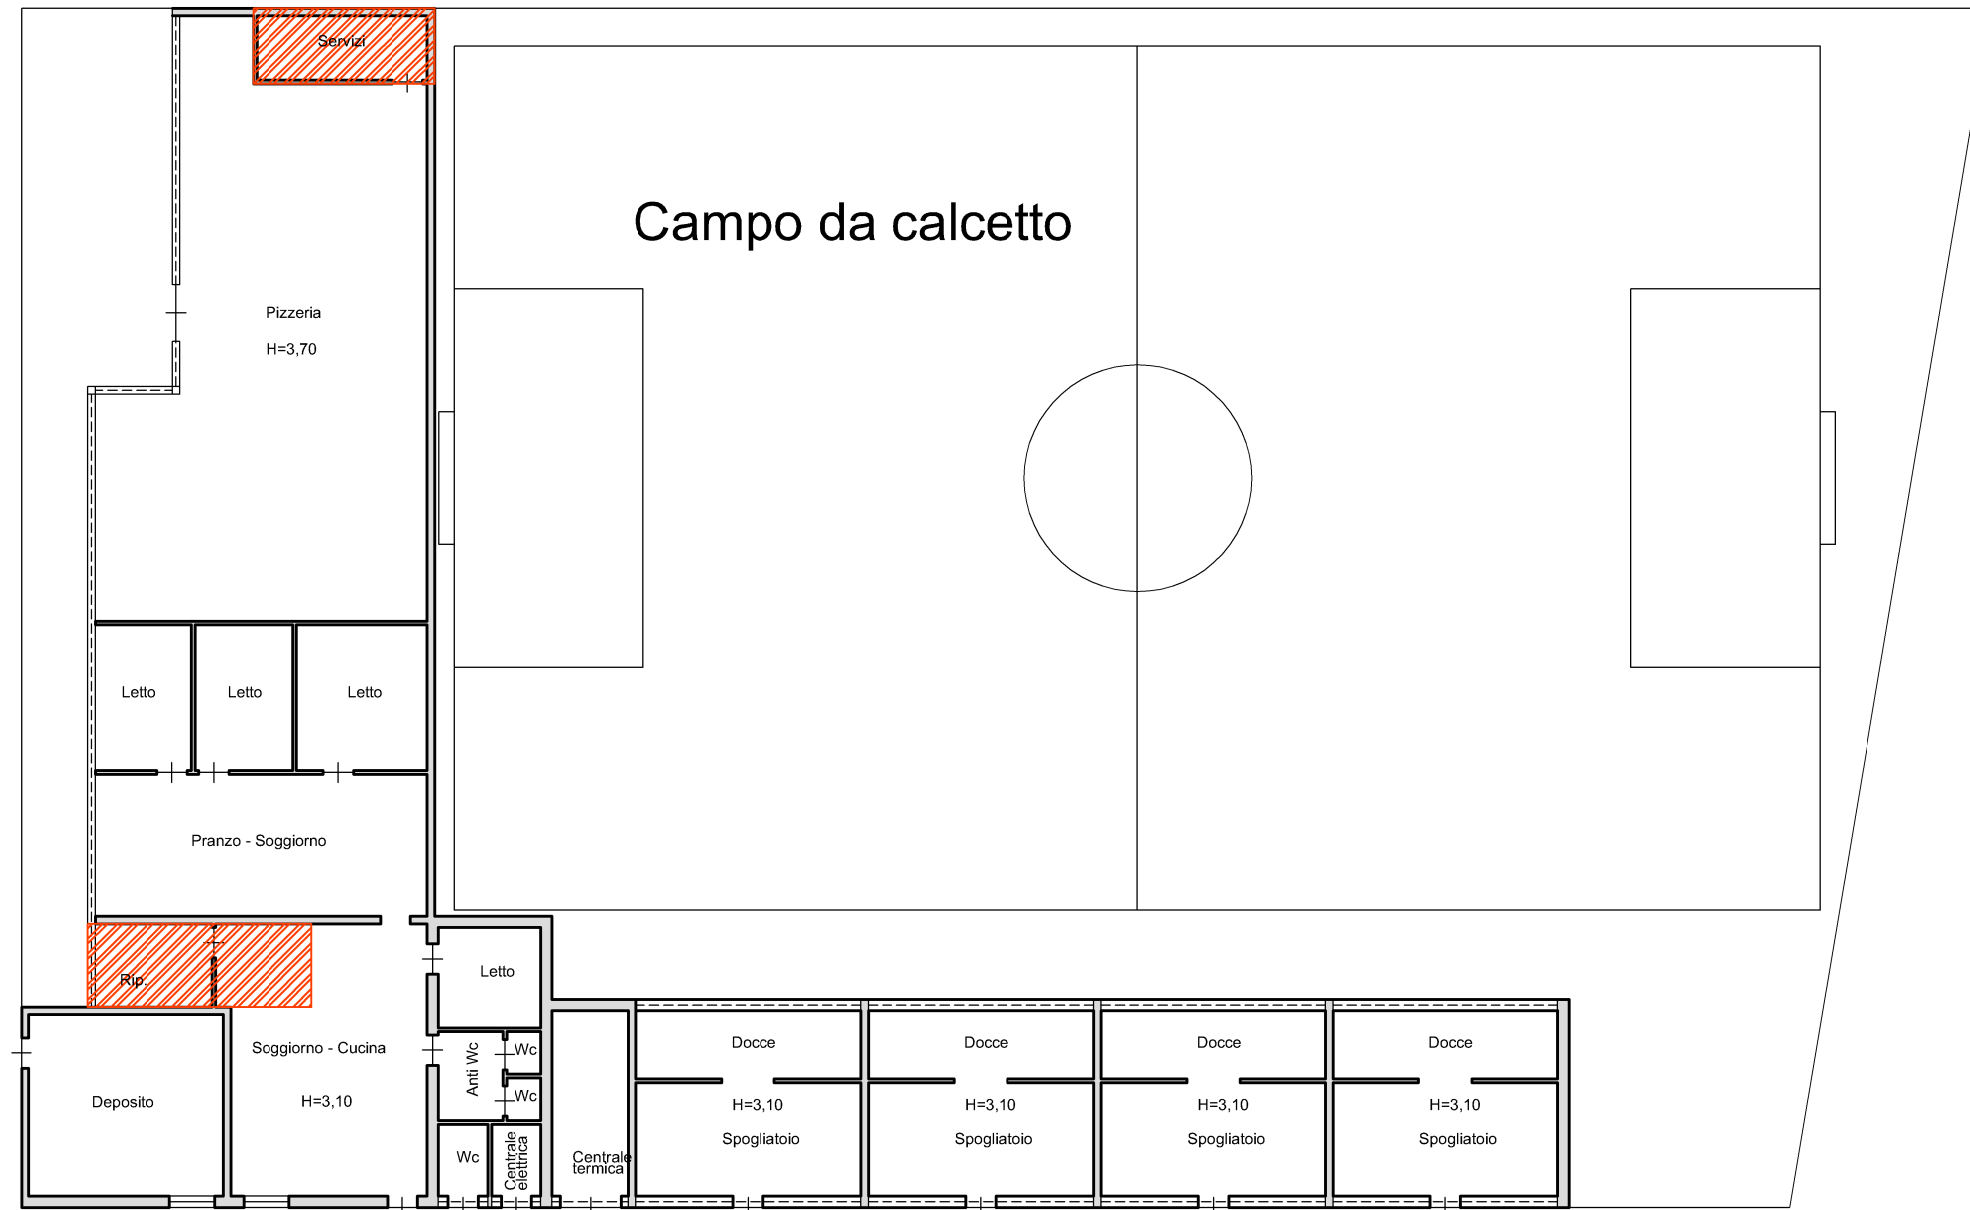 Servizi
Campo da calcetto
Pizzeria
H=3,70
Letto
Letto
Letto
Pranzo - Soggiorno
Rip.
Letto
Soggiorno - Cucina
H=3,10
Deposito
Anti Wc
Wc
Wc
Wc
Centrale
elettrica
Centrale
termica
Docce
Docce
Docce
Docce
H=3,10
H=3,10
H=3,10
H=3,10
Spogliatoio
Spogliatoio
Spogliatoio
Spogliatoio